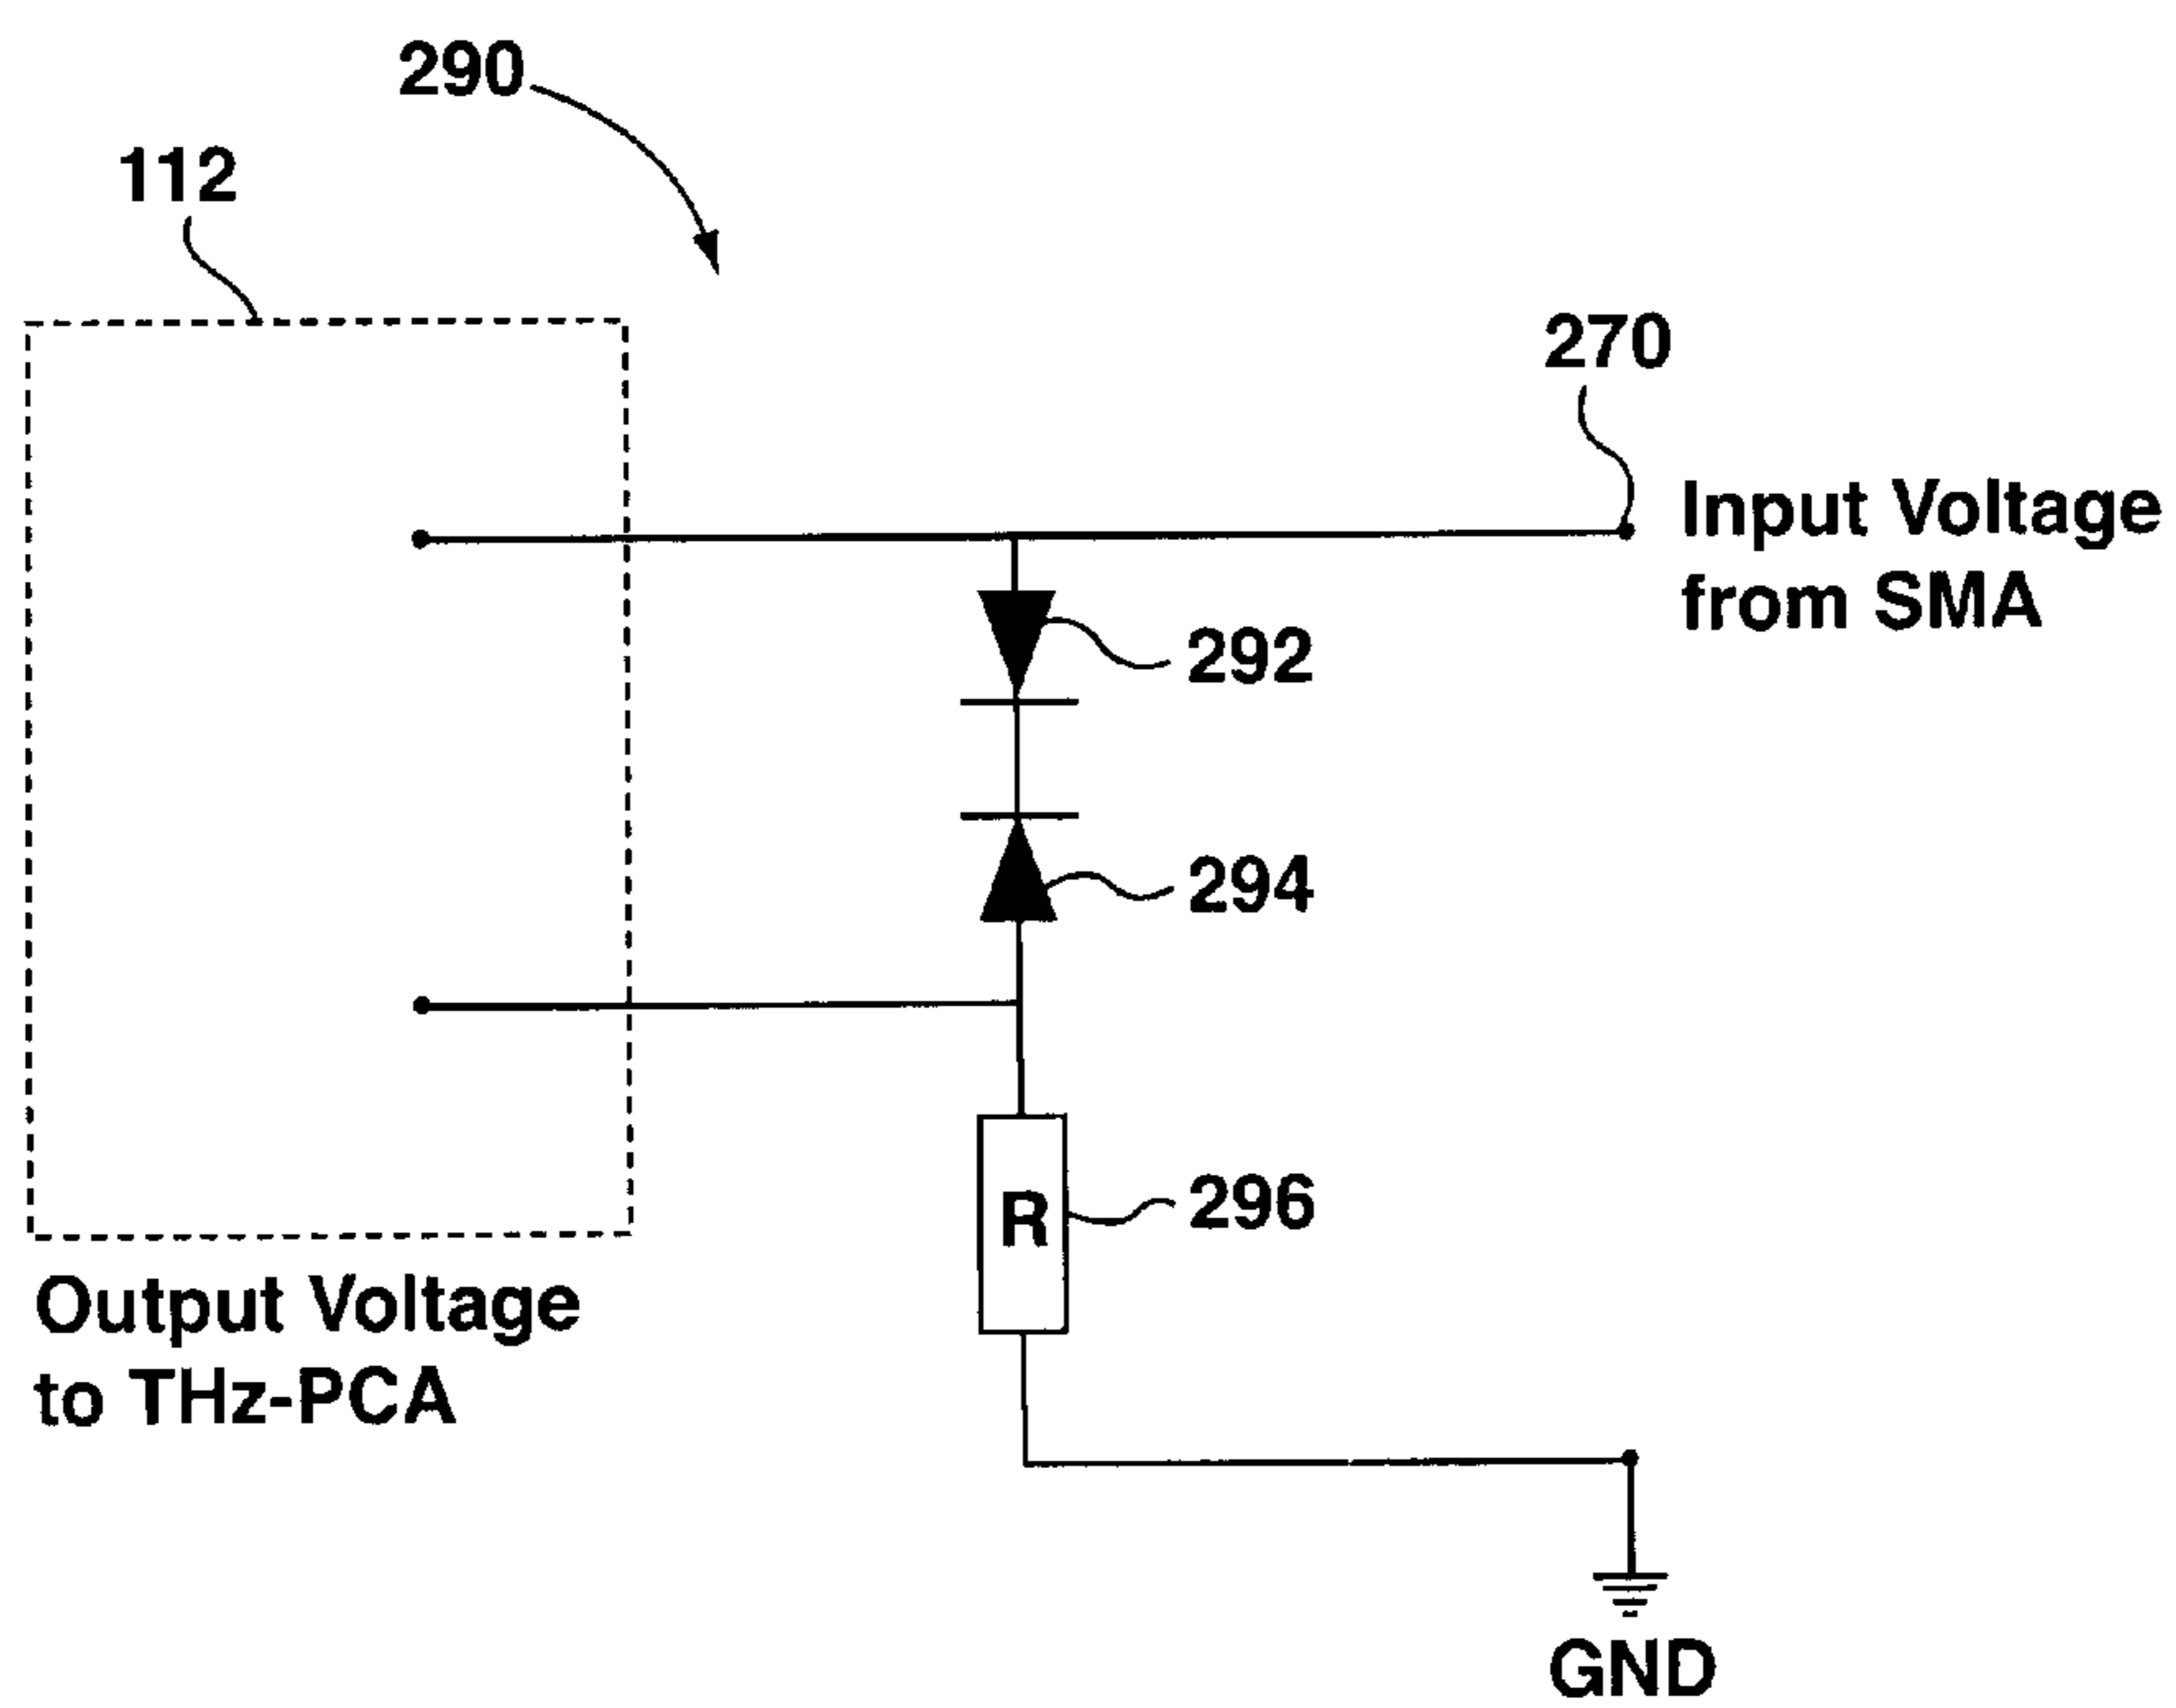 290
112
270
Input Voltage
from SMA
292
294
296
R
Output Voltage
to THz-PCA
GND